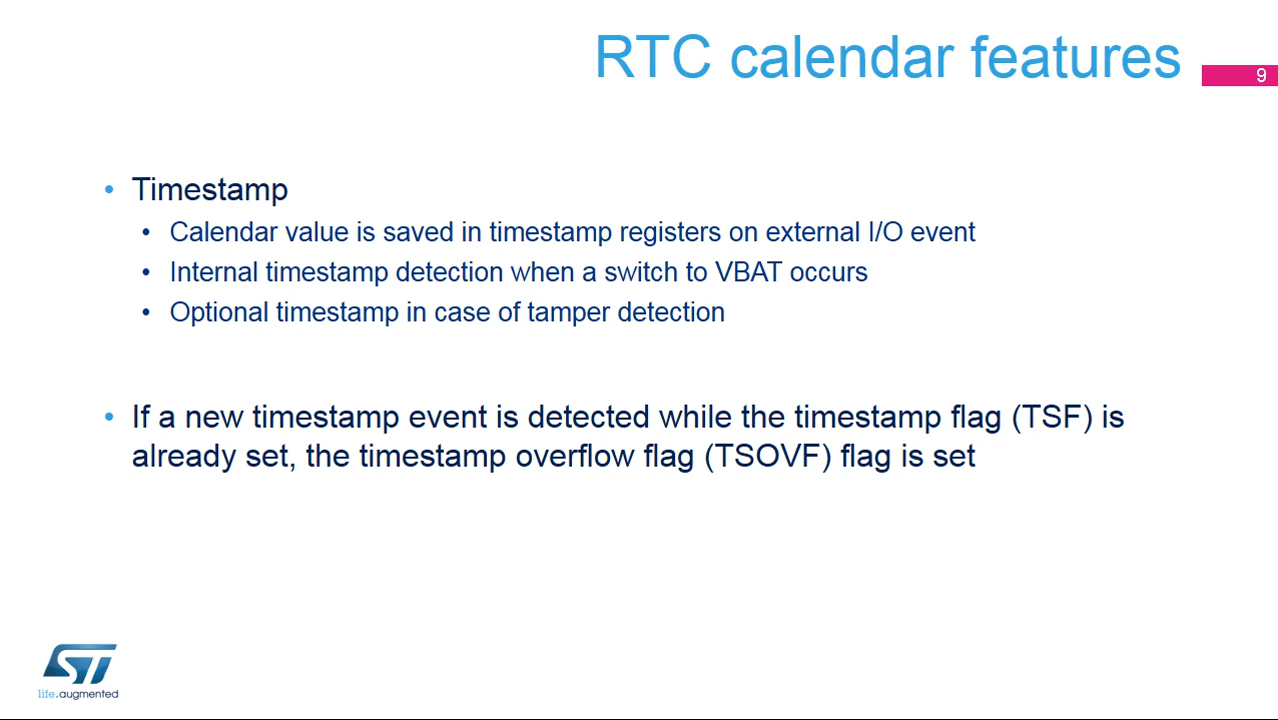 RTC calendar features
9
• Timestamp
• Calendar value is saved in timestamp registers on external I/O event
• Internal timestamp detection when a switch to VBAT occurs
• Optional timestamp in case of tamper detection
• If a new timestamp event is detected while the timestamp flag (TSF) is
already set, the timestamp overflow flag (TSOVF) flag is set
ST
life.augmented